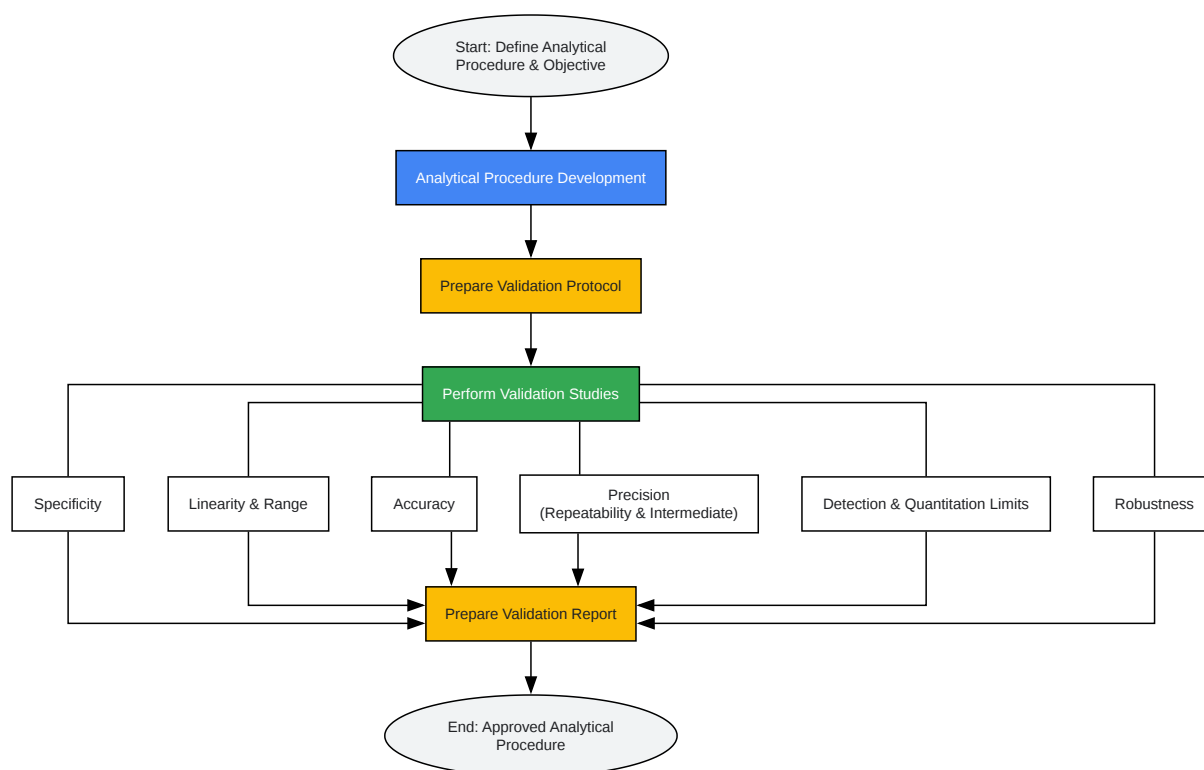 Start: Define Analytical
Procedure & Objective
Analytical Procedure Development
Prepare Validation Protocol
Perform Validation Studies
Specificity
Linearity & Range
Accuracy
Precision
(Repeatability & Intermediate)
Detection & Quantitation Limits
Robustness
Prepare Validation Report
End: Approved Analytical
Procedure